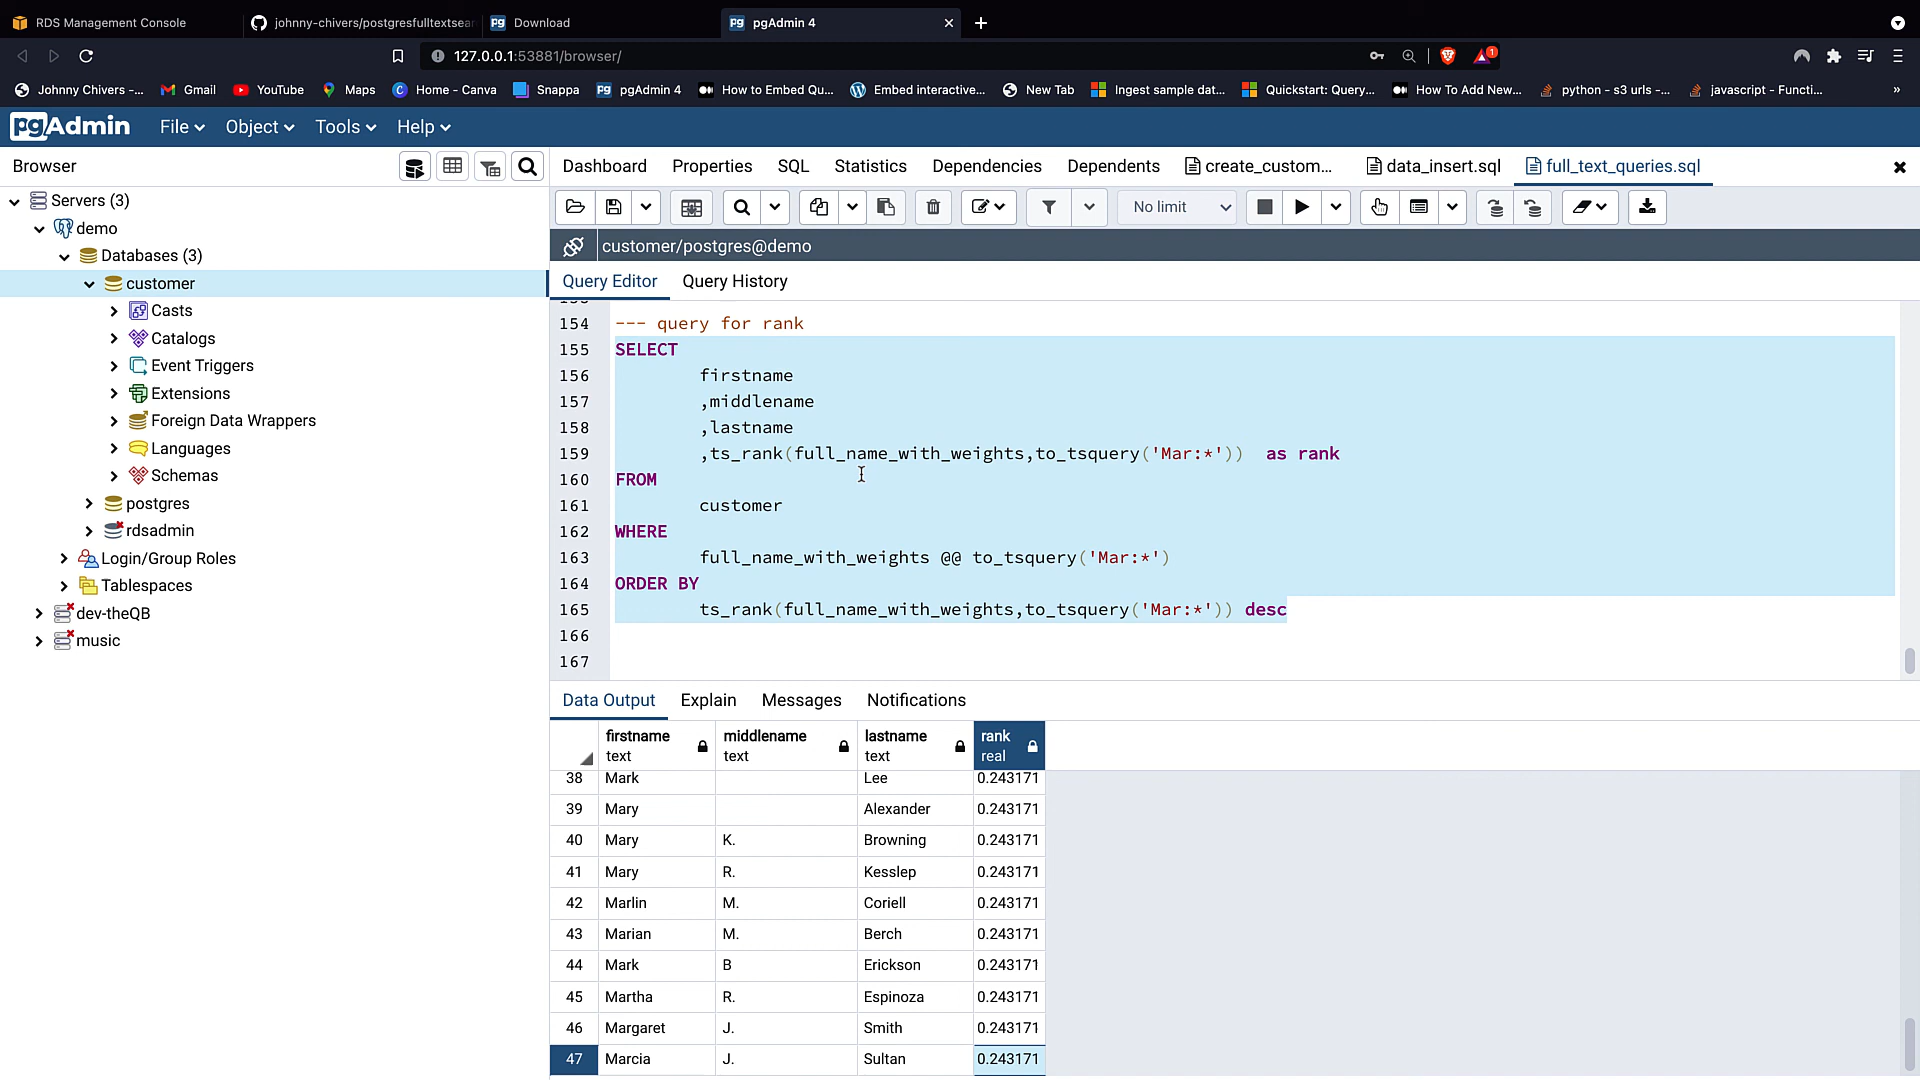 RDS Management Console
johnny-chivers/postgresfulltextsear
Download
pgAdmin 4
127.0.0.1:53881/browser/
1
Johnny Chivers –...
Gmail
YouTube
Maps
Home - Canva
Snappa
pgAdmin 4
How to Embed Qu...
Embed interactive...
New Tab
Ingest sample dat...
Quickstart: Query...
How To Add New...
python - s3 urls -...
javascript - Functi...
»
pgAdmin
File
Object
Tools
Help
Browser
Dashboard
Properties
SQL
Statistics
Dependencies
Dependents
create_custom...
data_insert.sql
full_text_queries.sql
Servers (3)
demo
Databases (3)
customer
Casts
Catalogs
Event Triggers
Extensions
Foreign Data Wrappers
Languages
Schemas
postgres
rdsadmin
Login/Group Roles
Tablespaces
dev-theQB
music
No limit
customer/postgres@demo
Query Editor
Query History
154 --- query for rank
155 SELECT
156 firstname
157 ,middlename
158 ,lastname
159 ,ts_rank(full_name_with_weights,to_tsquery('Mar:*')) as rank
160 FROM
161 customer
162 WHERE
163 full_name_with_weights @@ to_tsquery('Mar:*')
164 ORDER BY
165 ts_rank(full_name_with_weights,to_tsquery('Mar:*')) desc
166
167
Data Output
Explain
Messages
Notifications
firstname middlename lastname rank
text text text real
38 Mark Lee 0.243171
39 Mary Alexander 0.243171
40 Mary K. Browning 0.243171
41 Mary R. Kesslep 0.243171
42 Marlin M. Coriell 0.243171
43 Marian M. Berch 0.243171
44 Mark B Erickson 0.243171
45 Martha R. Espinoza 0.243171
46 Margaret J. Smith 0.243171
47 Marcia J. Sultan 0.243171